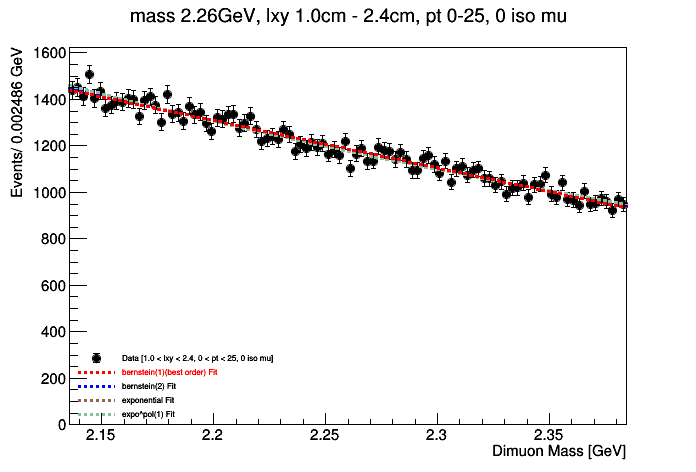 mass 2.26GeV, lxy 1.0cm - 2.4cm, pt 0-25, 0 iso mu
Events/ 0.002486 GeV
1600
1400
1200
1000
800
600
400
200
0
Data [1.0 < lxy < 2.4, 0 < pt < 25, 0 iso mu]
bernstein(1)(best order) Fit
bernstein(2) Fit
exponential Fit
expo*pol(1) Fit
2.15 2.2 2.25 2.3 2.35
Dimuon Mass [GeV]